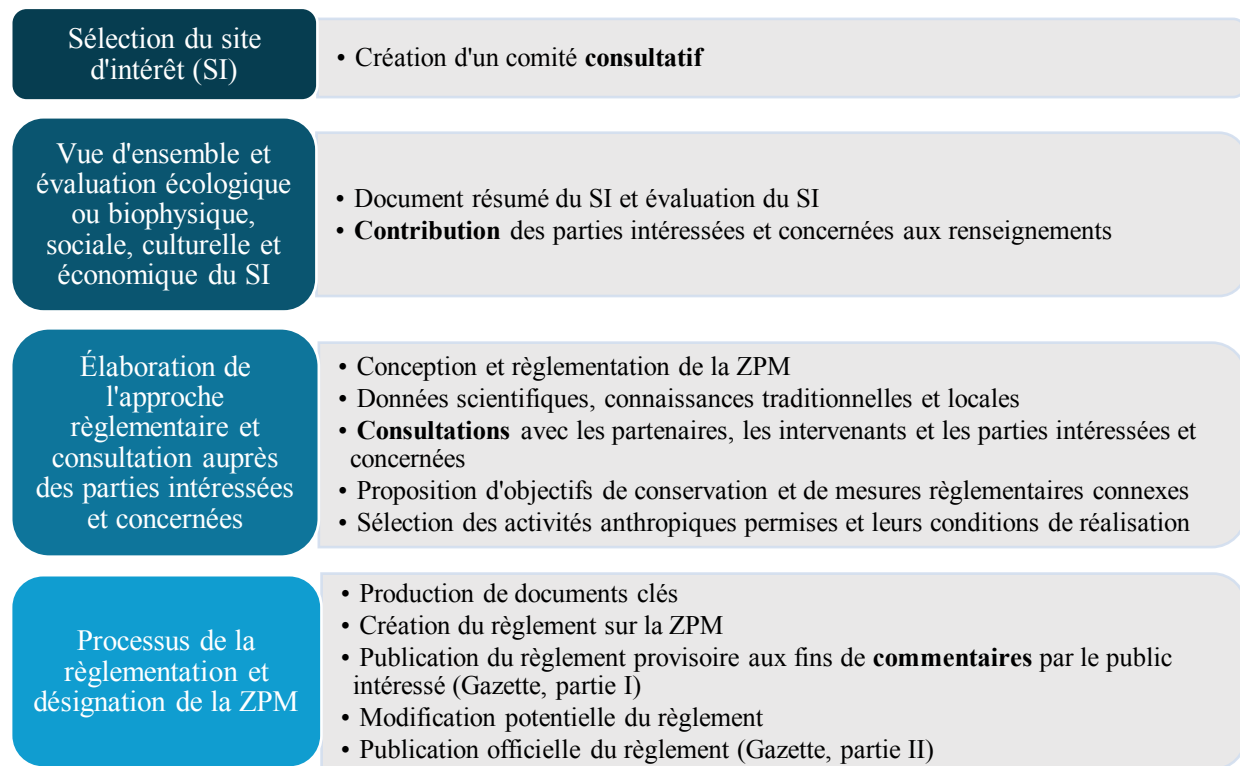 Sélection du site
d'intérêt (SI)
• Création d'un comité consultatif
Vue d'ensemble et
évaluation écologique
ou biophysique,
sociale, culturelle et
économique du SI
• Document résumé du SI et évaluation du SI
• Contribution des parties intéressées et concernées aux renseignements
Élaboration de
l'approche
règlementaire et
consultation auprès
des parties intéressées
et concernées
• Conception et règlementation de la ZPM
• Données scientifiques, connaissances traditionnelles et locales
• Consultations avec les partenaires, les intervenants et les parties intéressées et
concernées
• Proposition d'objectifs de conservation et de mesures règlementaires connexes
• Sélection des activités anthropiques permises et leurs conditions de réalisation
Processus de la
règlementation et
désignation de la ZPM
• Production de documents clés
• Création du règlement sur la ZPM
• Publication du règlement provisoire aux fins de commentaires par le public
intéressé (Gazette, partie I)
• Modification potentielle du règlement
• Publication officielle du règlement (Gazette, partie II)